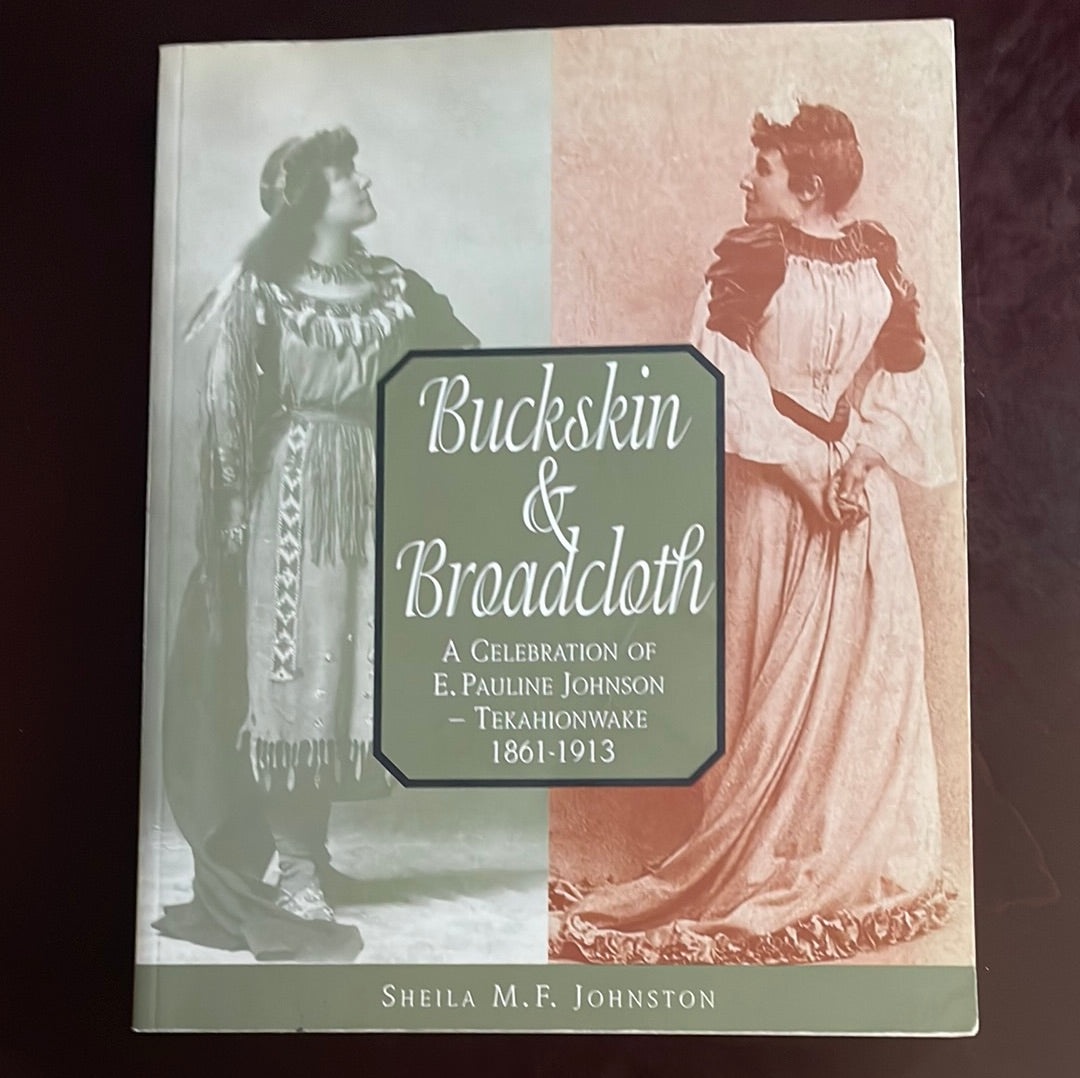 Buckskin
&
Broadcloth
A Celebration of
E. Pauline Johnson
– Tekahionwake
1861-1913
Sheila M.F. Johnston